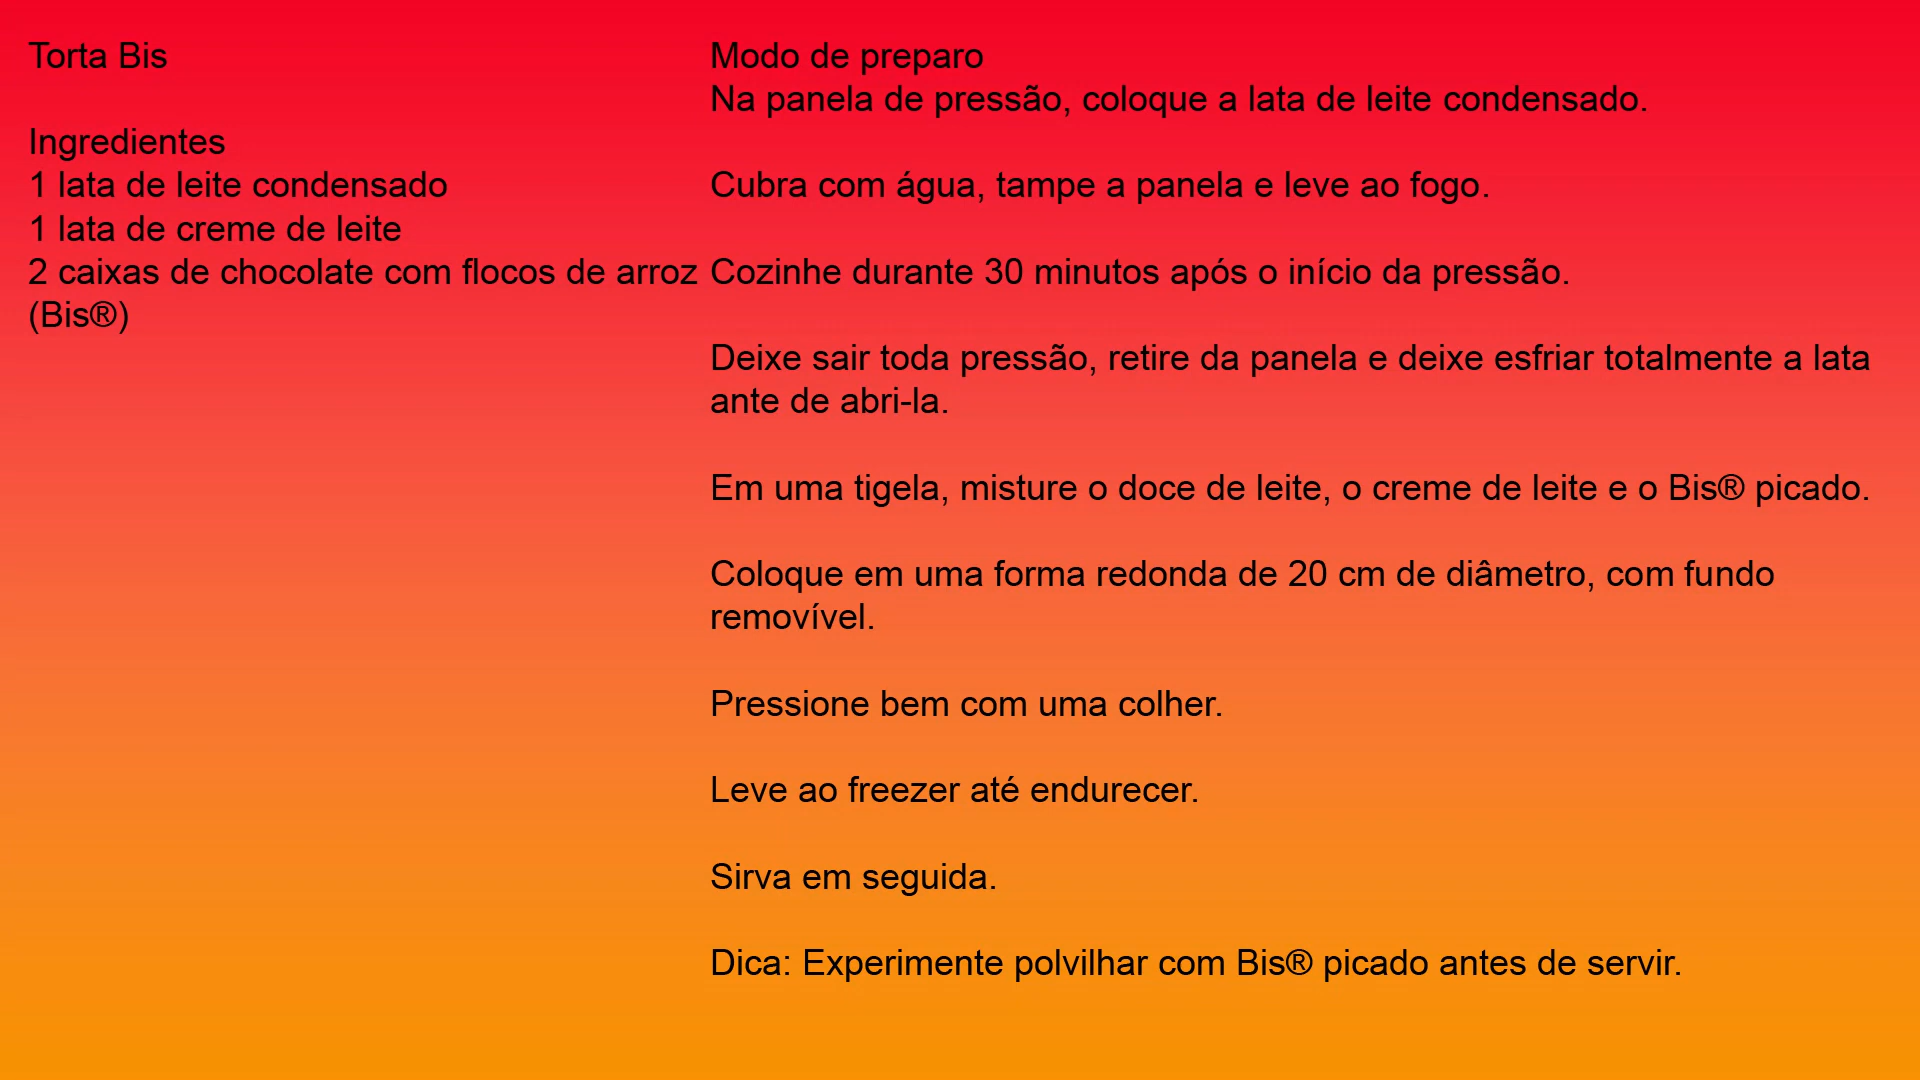 Torta Bis
Ingredientes
1 lata de leite condensado
1 lata de creme de leite
2 caixas de chocolate com flocos de arroz
(Bis®)
Modo de preparo
Na panela de pressão, coloque a lata de leite condensado.
Cubra com água, tampe a panela e leve ao fogo.
Cozinhe durante 30 minutos após o início da pressão.
Deixe sair toda pressão, retire da panela e deixe esfriar totalmente a lata
ante de abri-la.
Em uma tigela, misture o doce de leite, o creme de leite e o Bis® picado.
Coloque em uma forma redonda de 20 cm de diâmetro, com fundo
removível.
Pressione bem com uma colher.
Leve ao freezer até endurecer.
Sirva em seguida.
Dica: Experimente polvilhar com Bis® picado antes de servir.